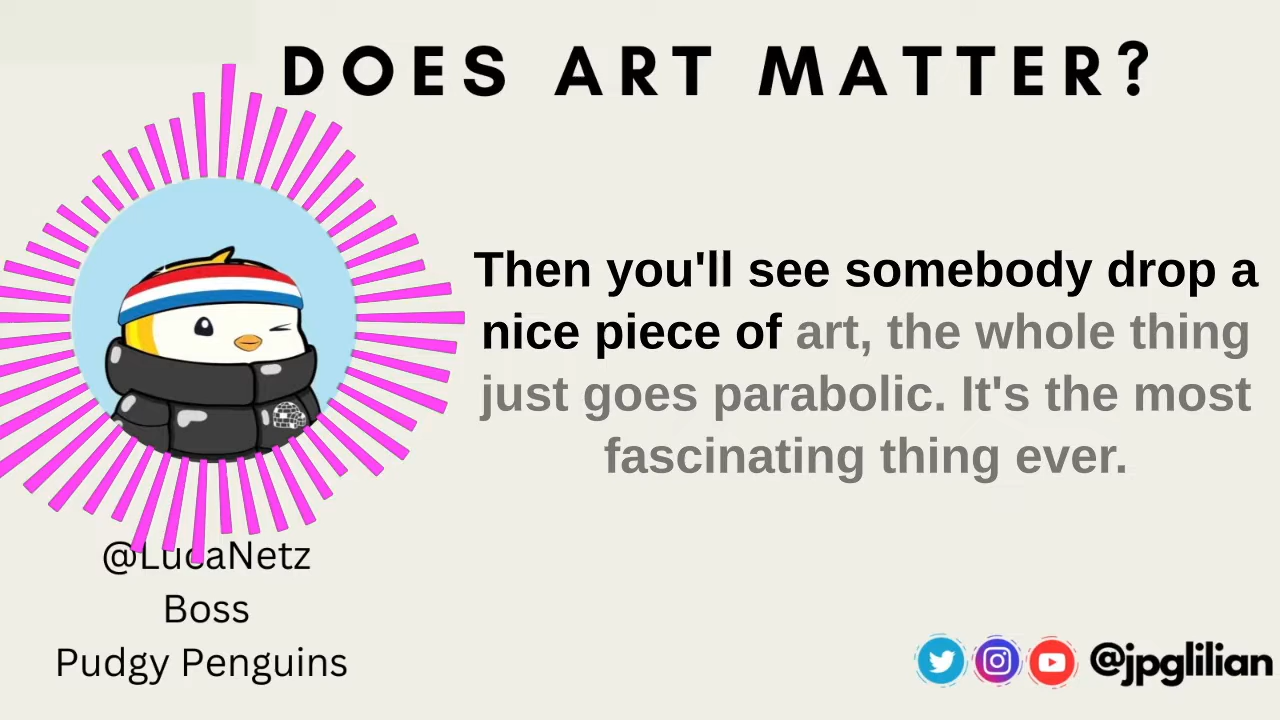 DOES ART MATTER?
Then you'll see somebody drop a
nice piece of art, the whole thing
just goes parabolic. It's the most
fascinating thing ever.
@LucaNetz
Boss
Pudgy Penguins
@jpglilian